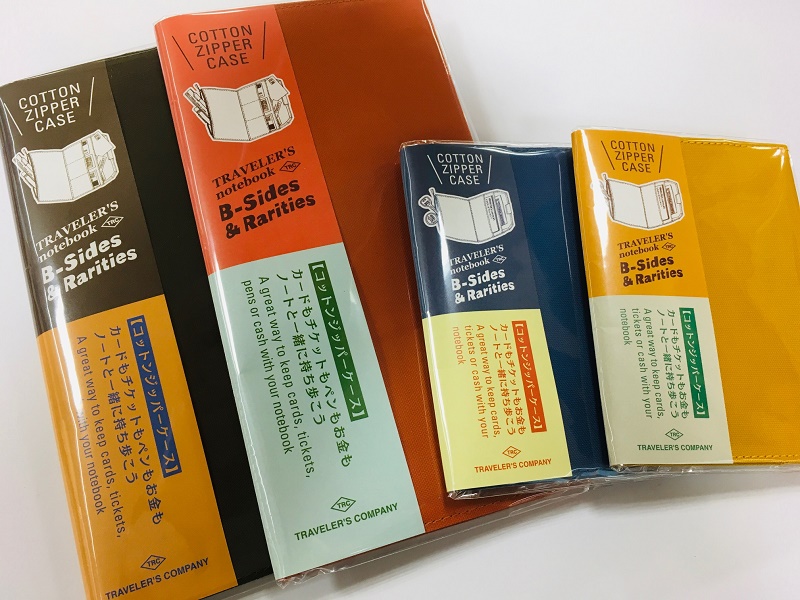 COTTON
ZIPPER
CASE
TRAVELER'S
notebook TRC
B-Sides
& Rarities
【コットンジッパーケース】
カードもチケットもペンもお金も
ノートと一緒に持ち歩こう
A great way to keep cards, tickets,
pens or cash with your notebook
TRC
TRAVELER'S COMPANY
COTTON
ZIPPER
CASE
TRAVELER'S
notebook TRC
B-Sides
& Rarities
【コットンジッパーケース】
カードもチケットもペンもお金も
ノートと一緒に持ち歩こう
A great way to keep cards, tickets,
pens or cash with your notebook
TRC
TRAVELER'S COMPANY
COTTON
ZIPPER
CASE
TRAVELER'S
notebook TRC
B-Sides
& Rarities
【コットンジッパーケース】
カードもチケットもお金も
ノートと一緒に持ち歩こう
A great way to keep cards,
tickets or cash with your
notebook
TRC
TRAVELER'S COMPANY
COTTON
ZIPPER
CASE
TRAVELER'S
notebook TRC
B-Sides
& Rarities
【コットンジッパーケース】
カードもチケットもお金も
ノートと一緒に持ち歩こう
A great way to keep cards,
tickets or cash with your
notebook
TRC
TRAVELER'S COMPANY